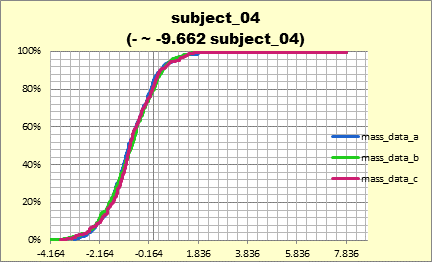 subject_04
(- ~ -9.662 subject_04)
100%
80%
60%
40%
20%
0%
-4.164 -2.164 -0.164 1.836 3.836 5.836 7.836
mass_data_a
mass_data_b
mass_data_c